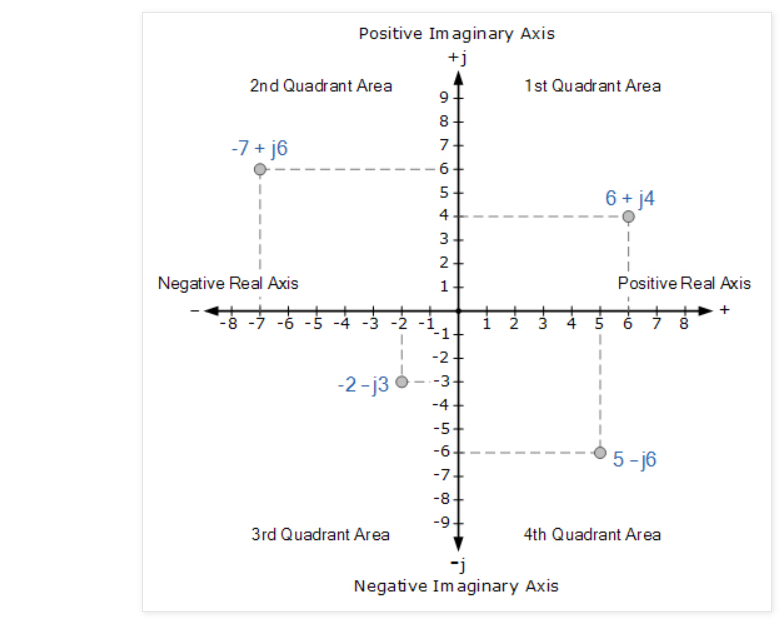 Positive Imaginary Axis
+j
2nd Quadrant Area
1st Quadrant Area
9
8
7
-7 + j6
6
5
6 + j4
4
3
2
Negative Real Axis
1
Positive Real Axis
–
+
-8 -7 -6 -5 -4 -3 -2 -1
1 2 3 4 5 6 7 8
-1
-2
-2 – j3
-3
-4
-5
-6
5 – j6
-7
-8
-9
3rd Quadrant Area
4th Quadrant Area
-j
Negative Imaginary Axis